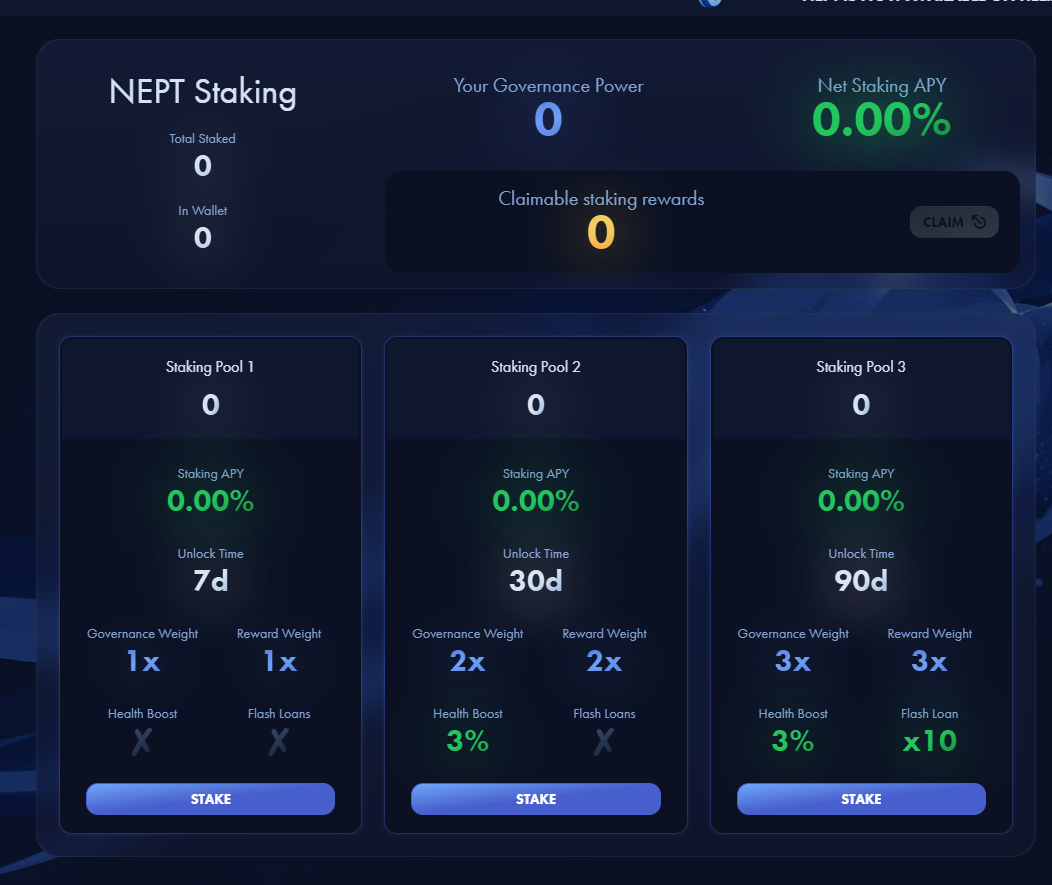 NEPT Staking
Total Staked
0
In Wallet
0
Your Governance Power
0
Net Staking APY
0.00%
Claimable staking rewards
0
CLAIM
Staking Pool 1
0
Staking APY
0.00%
Unlock Time
7d
Governance Weight Reward Weight
1x 1x
Health Boost Flash Loans
✗ ✗
STAKE
Staking Pool 2
0
Staking APY
0.00%
Unlock Time
30d
Governance Weight Reward Weight
2x 2x
Health Boost Flash Loans
3% ✗
STAKE
Staking Pool 3
0
Staking APY
0.00%
Unlock Time
90d
Governance Weight Reward Weight
3x 3x
Health Boost Flash Loan
3% x10
STAKE